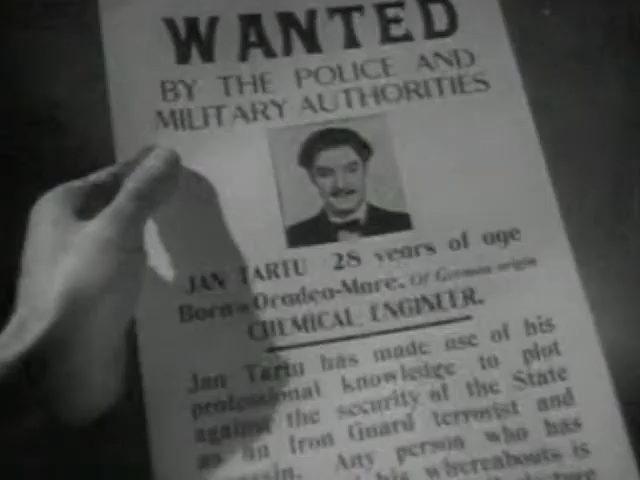 WANTED
BY THE POLICE AND
MILITARY AUTHORITIES
JAN TARTU 28 years of age
Born=Oradea-Mare. Of German origin
CHEMICAL ENGINEER.
Jan Tartu has made use of his
professional knowledge to plot
against the security of the State
as an Iron Guard terrorist and
Any person who has
his whereabouts is